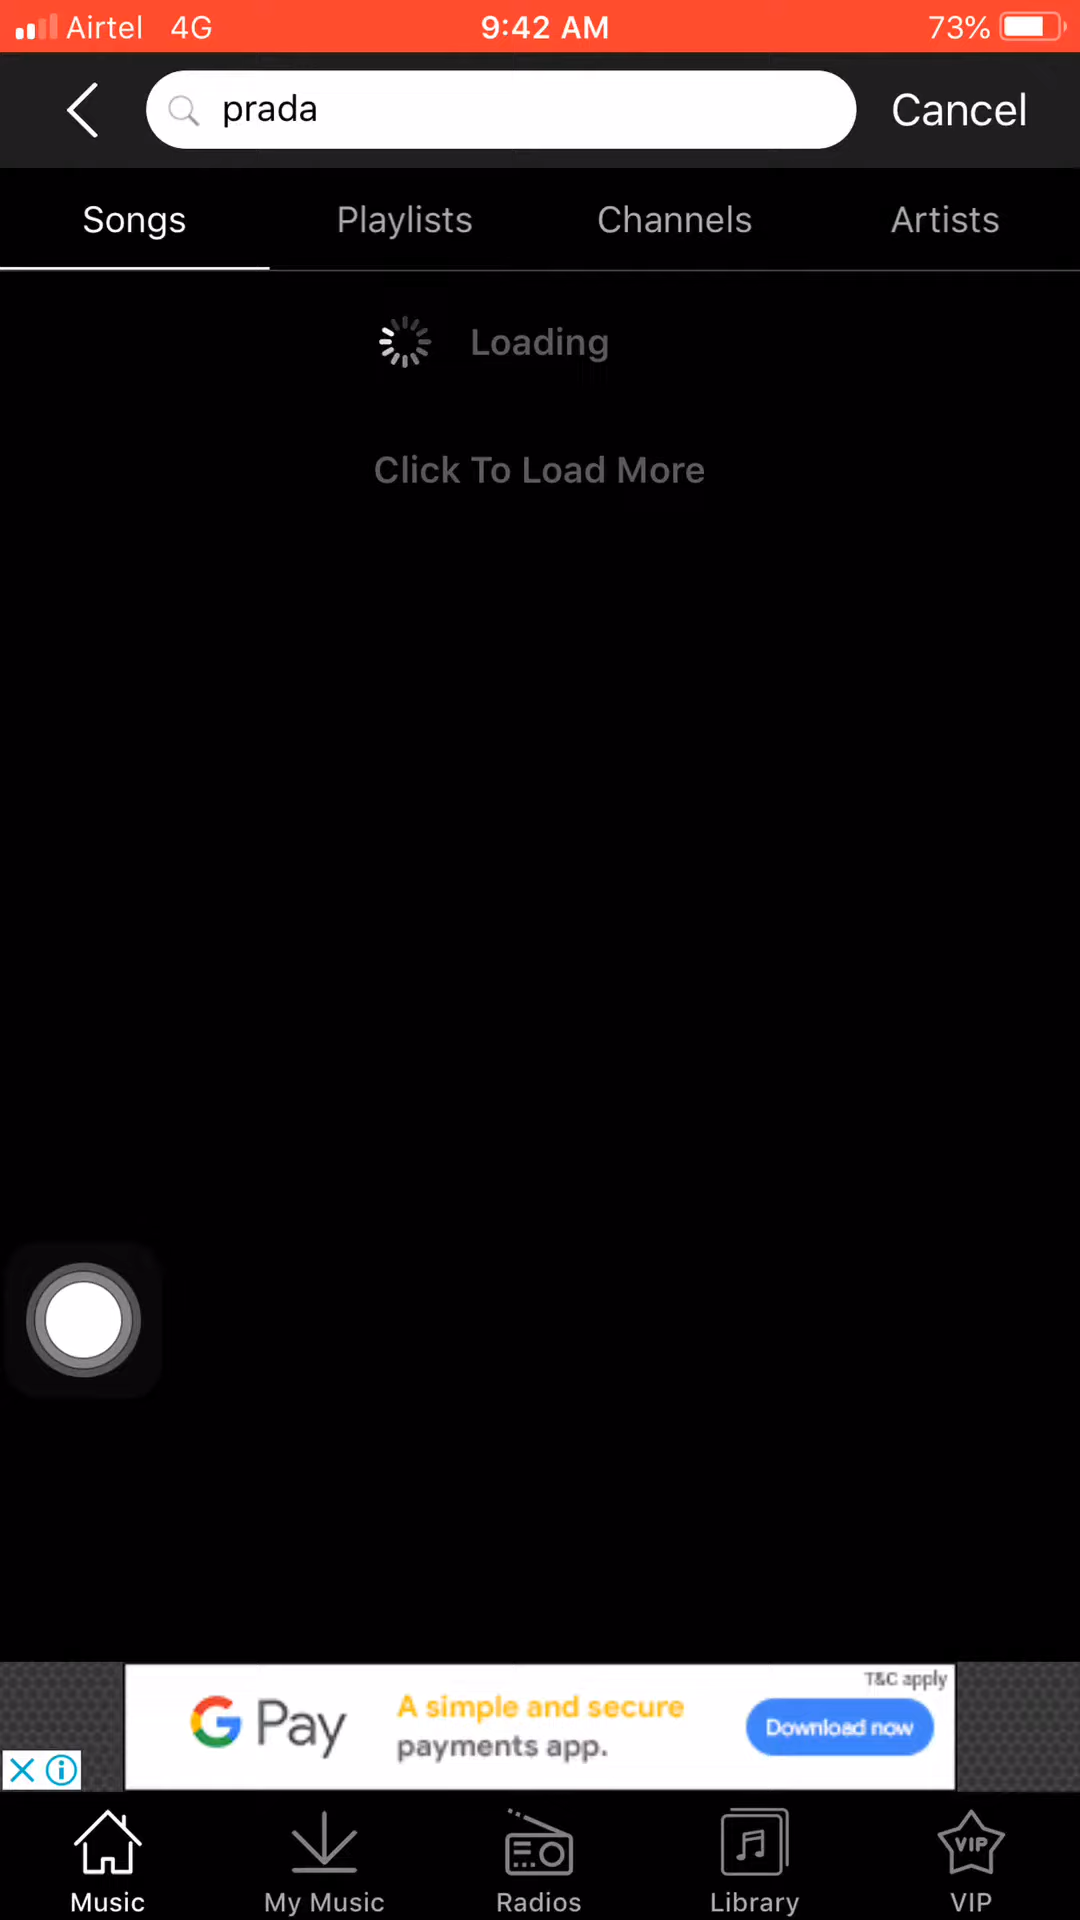 Airtel 4G 9:42 AM 73%
prada Cancel
Songs Playlists Channels Artists
Loading
Click To Load More
T&C apply
G Pay A simple and secure payments app. Download now
VIP
Music My Music Radios Library VIP